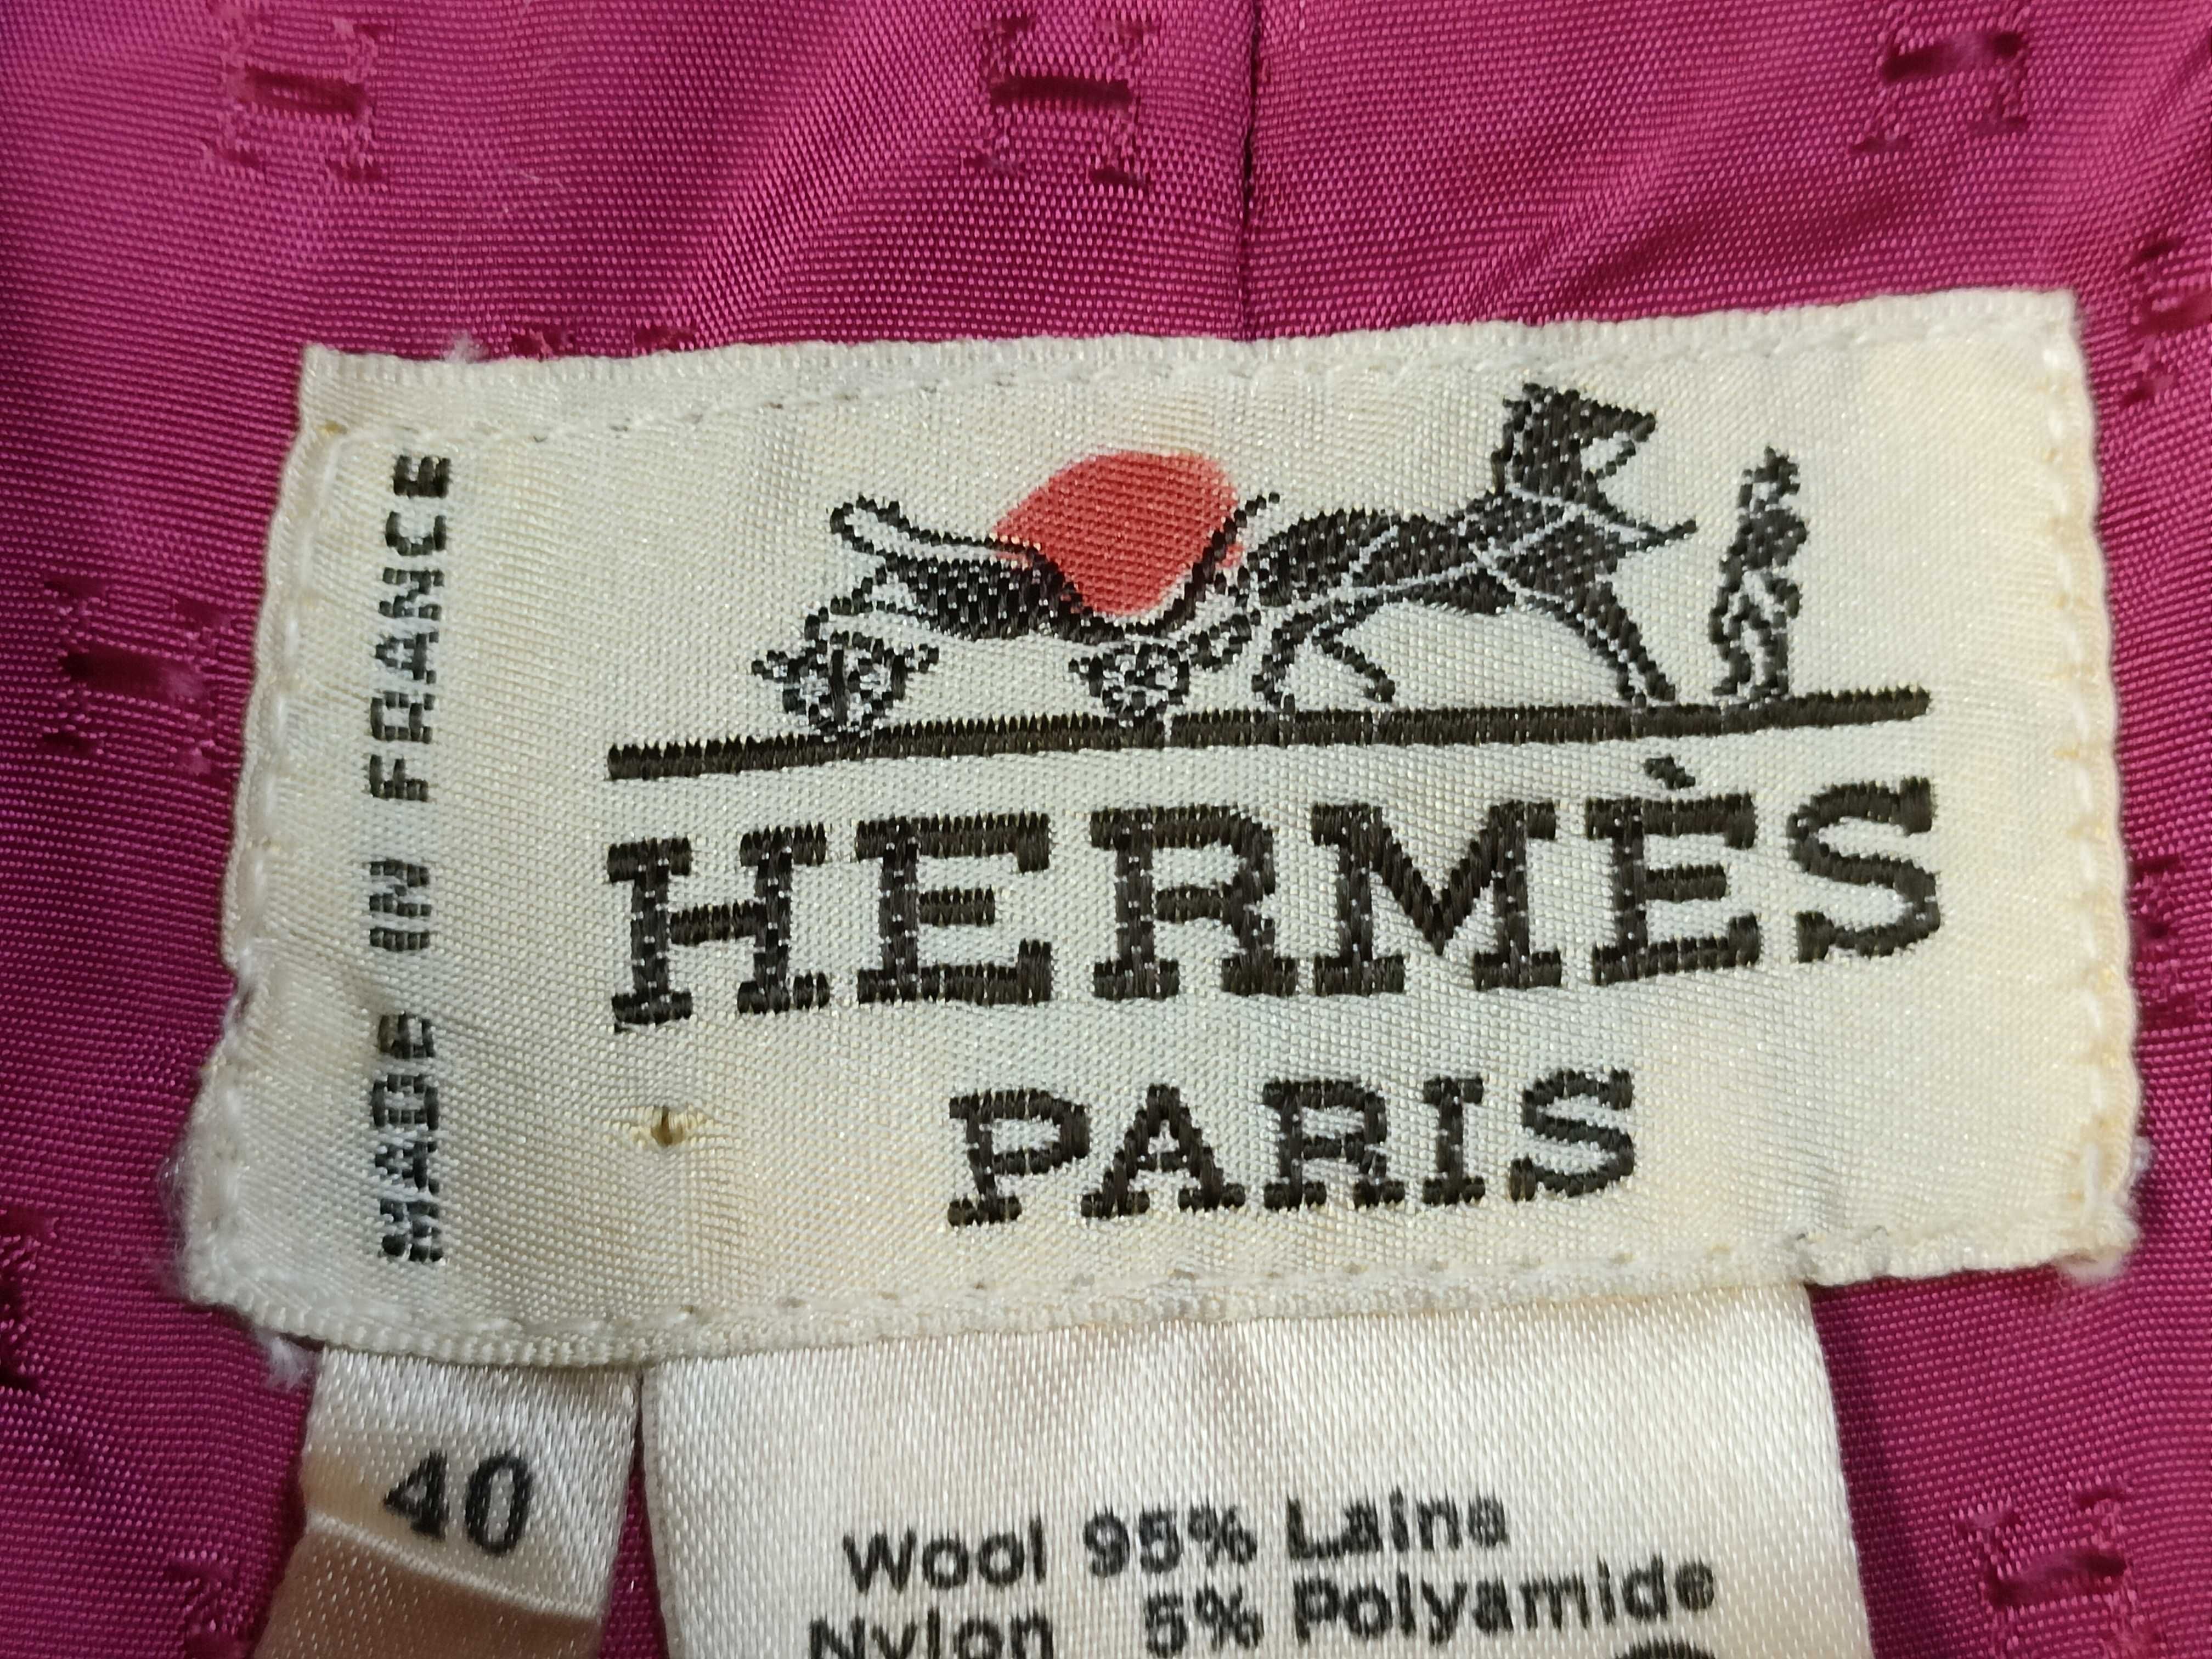 MADE IN FRANCE
HERMÈS
PARIS
40
Wool 95% Laine
Nylon 5% Polyamide